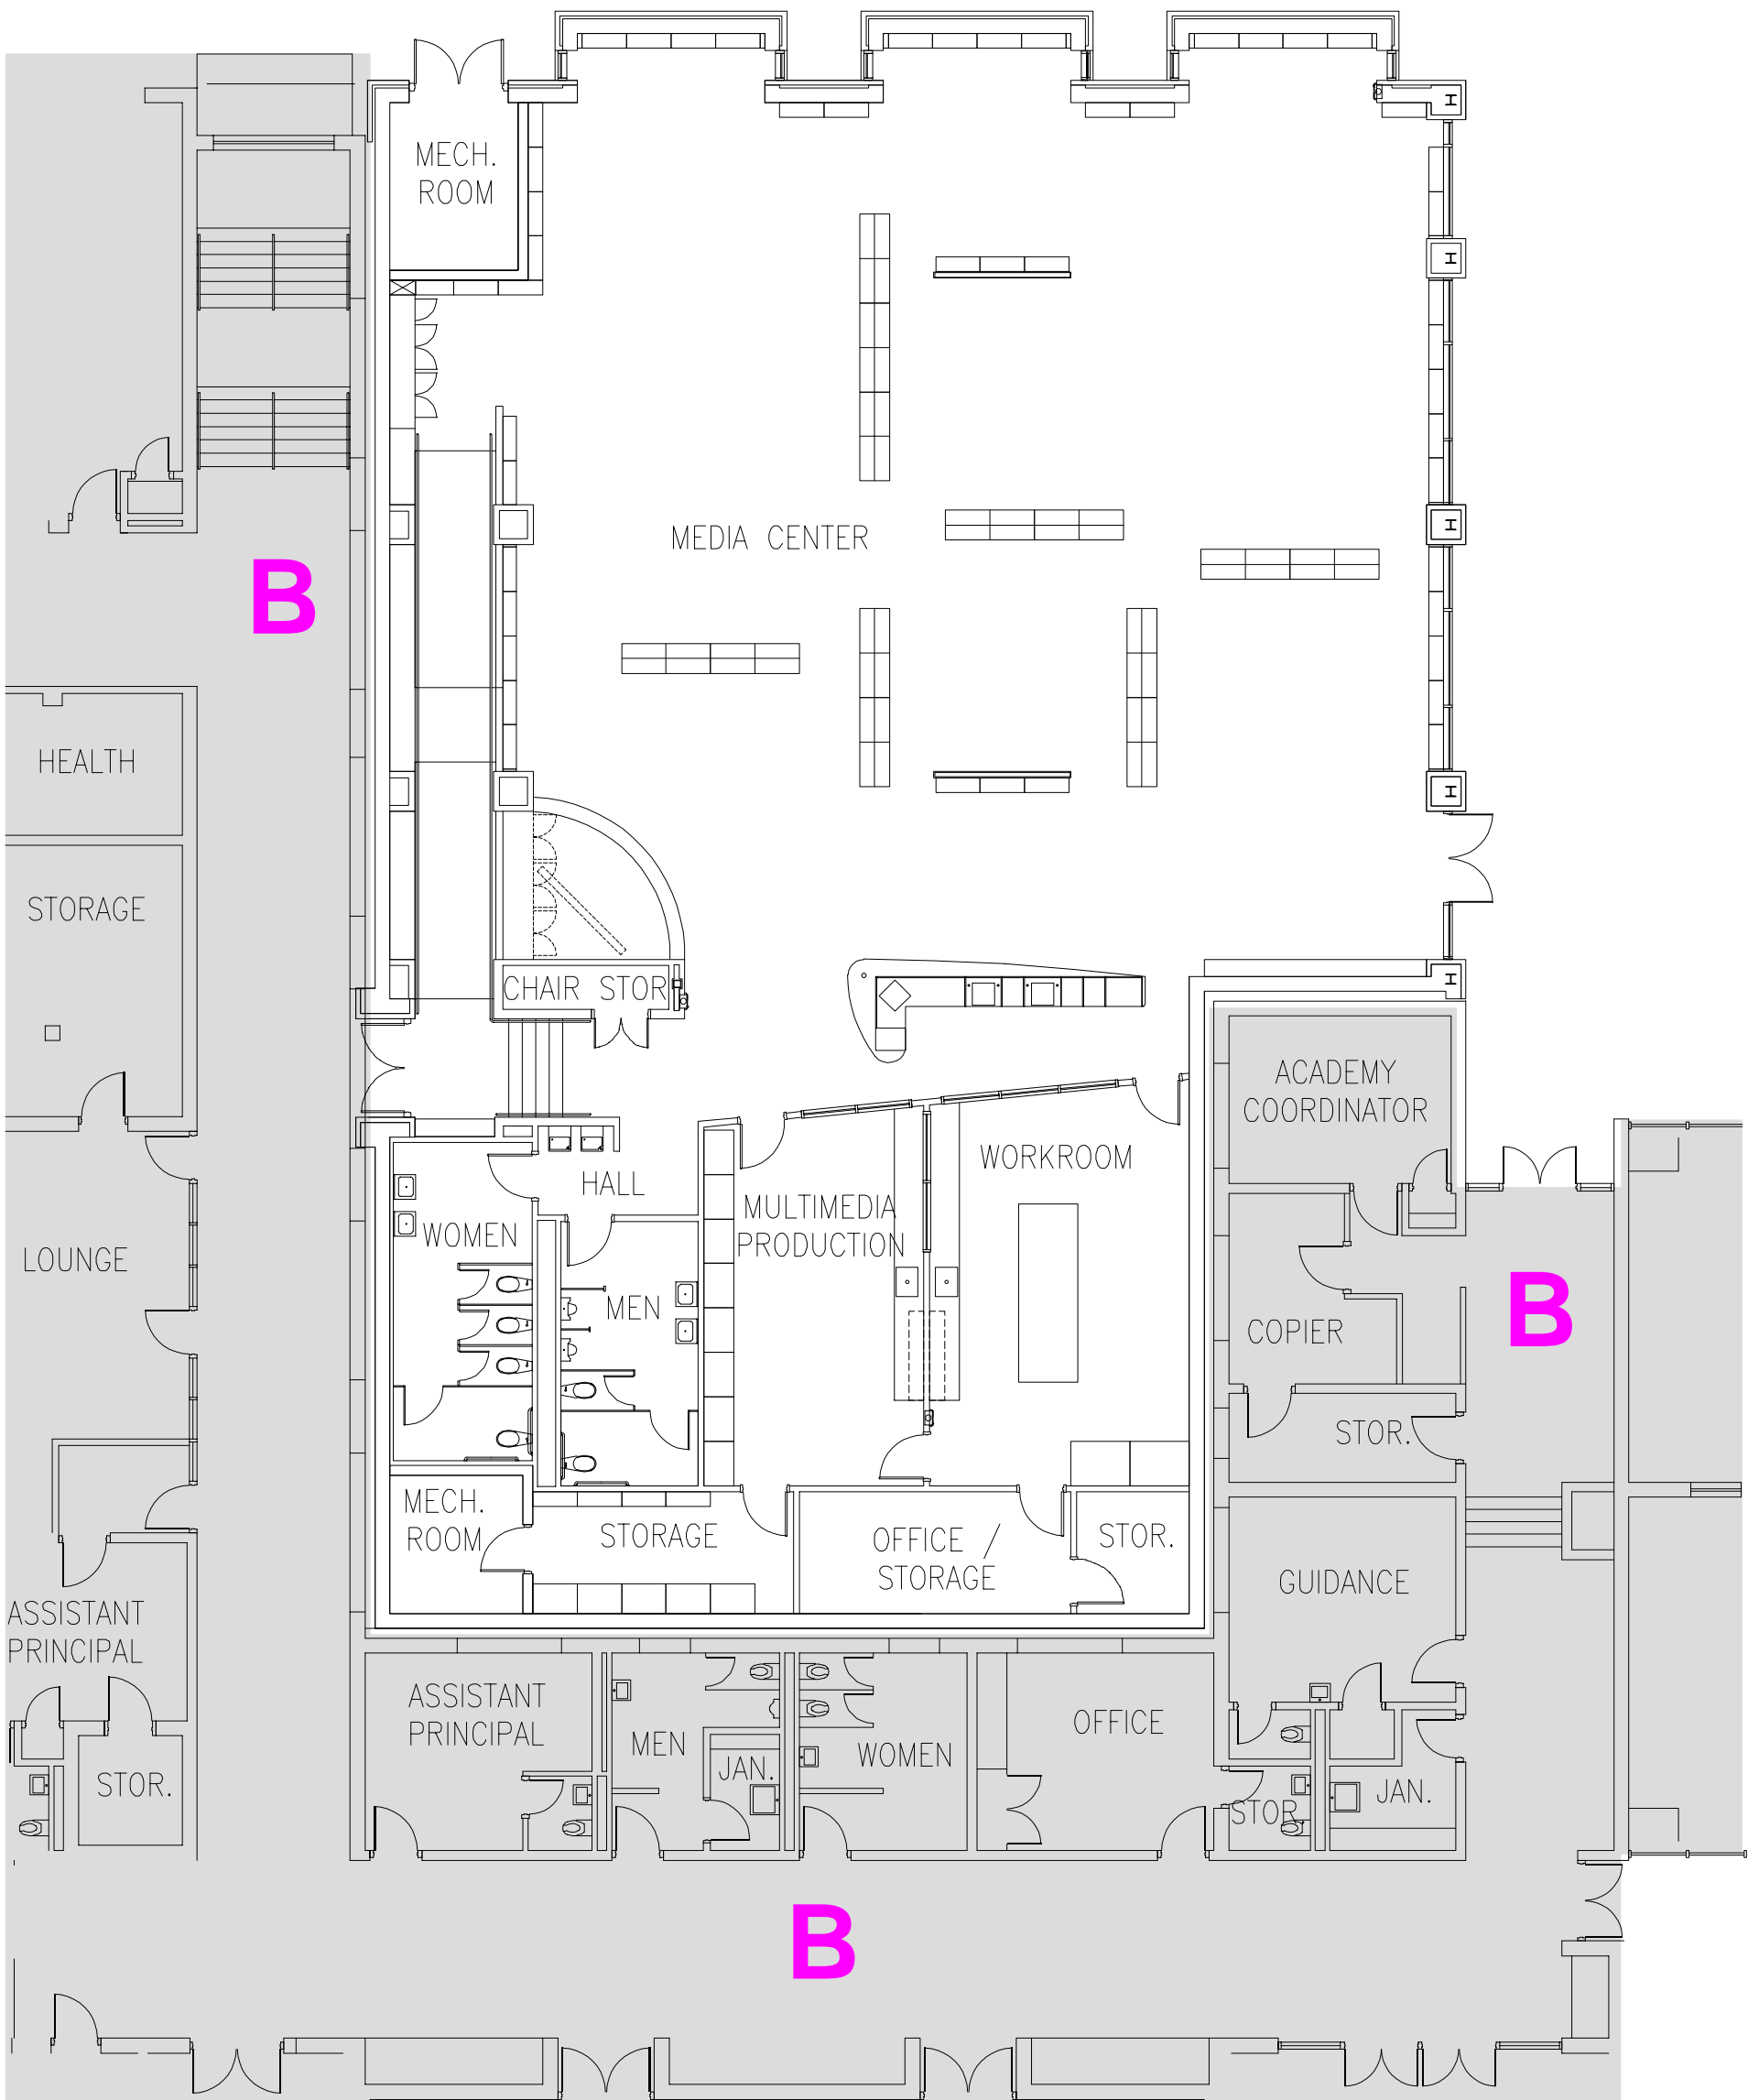 MECH.
ROOM
H
H
MEDIA CENTER
H
B
HEALTH
H
STORAGE
CHAIR STOR
H
ACADEMY
COORDINATOR
WORKROOM
HALL
MULTIMEDIA
PRODUCTION
WOMEN
LOUNGE
MEN
COPIER
B
STOR.
MECH.
ROOM
STORAGE
OFFICE /
STORAGE
STOR.
GUIDANCE
ASSISTANT
PRINCIPAL
ASSISTANT
PRINCIPAL
MEN
WOMEN
OFFICE
JAN.
STOR.
JAN.
STOR.
B